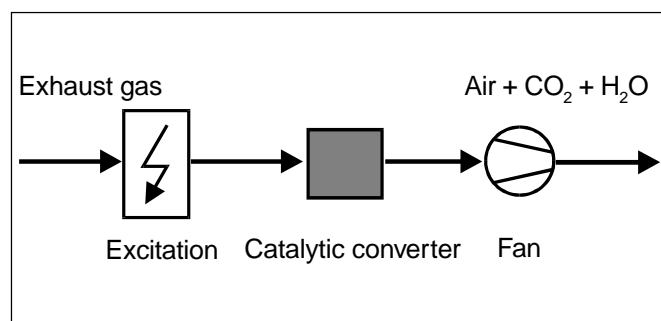 Exhaust gas
Air + CO₂ + H₂O
Excitation
Catalytic converter
Fan